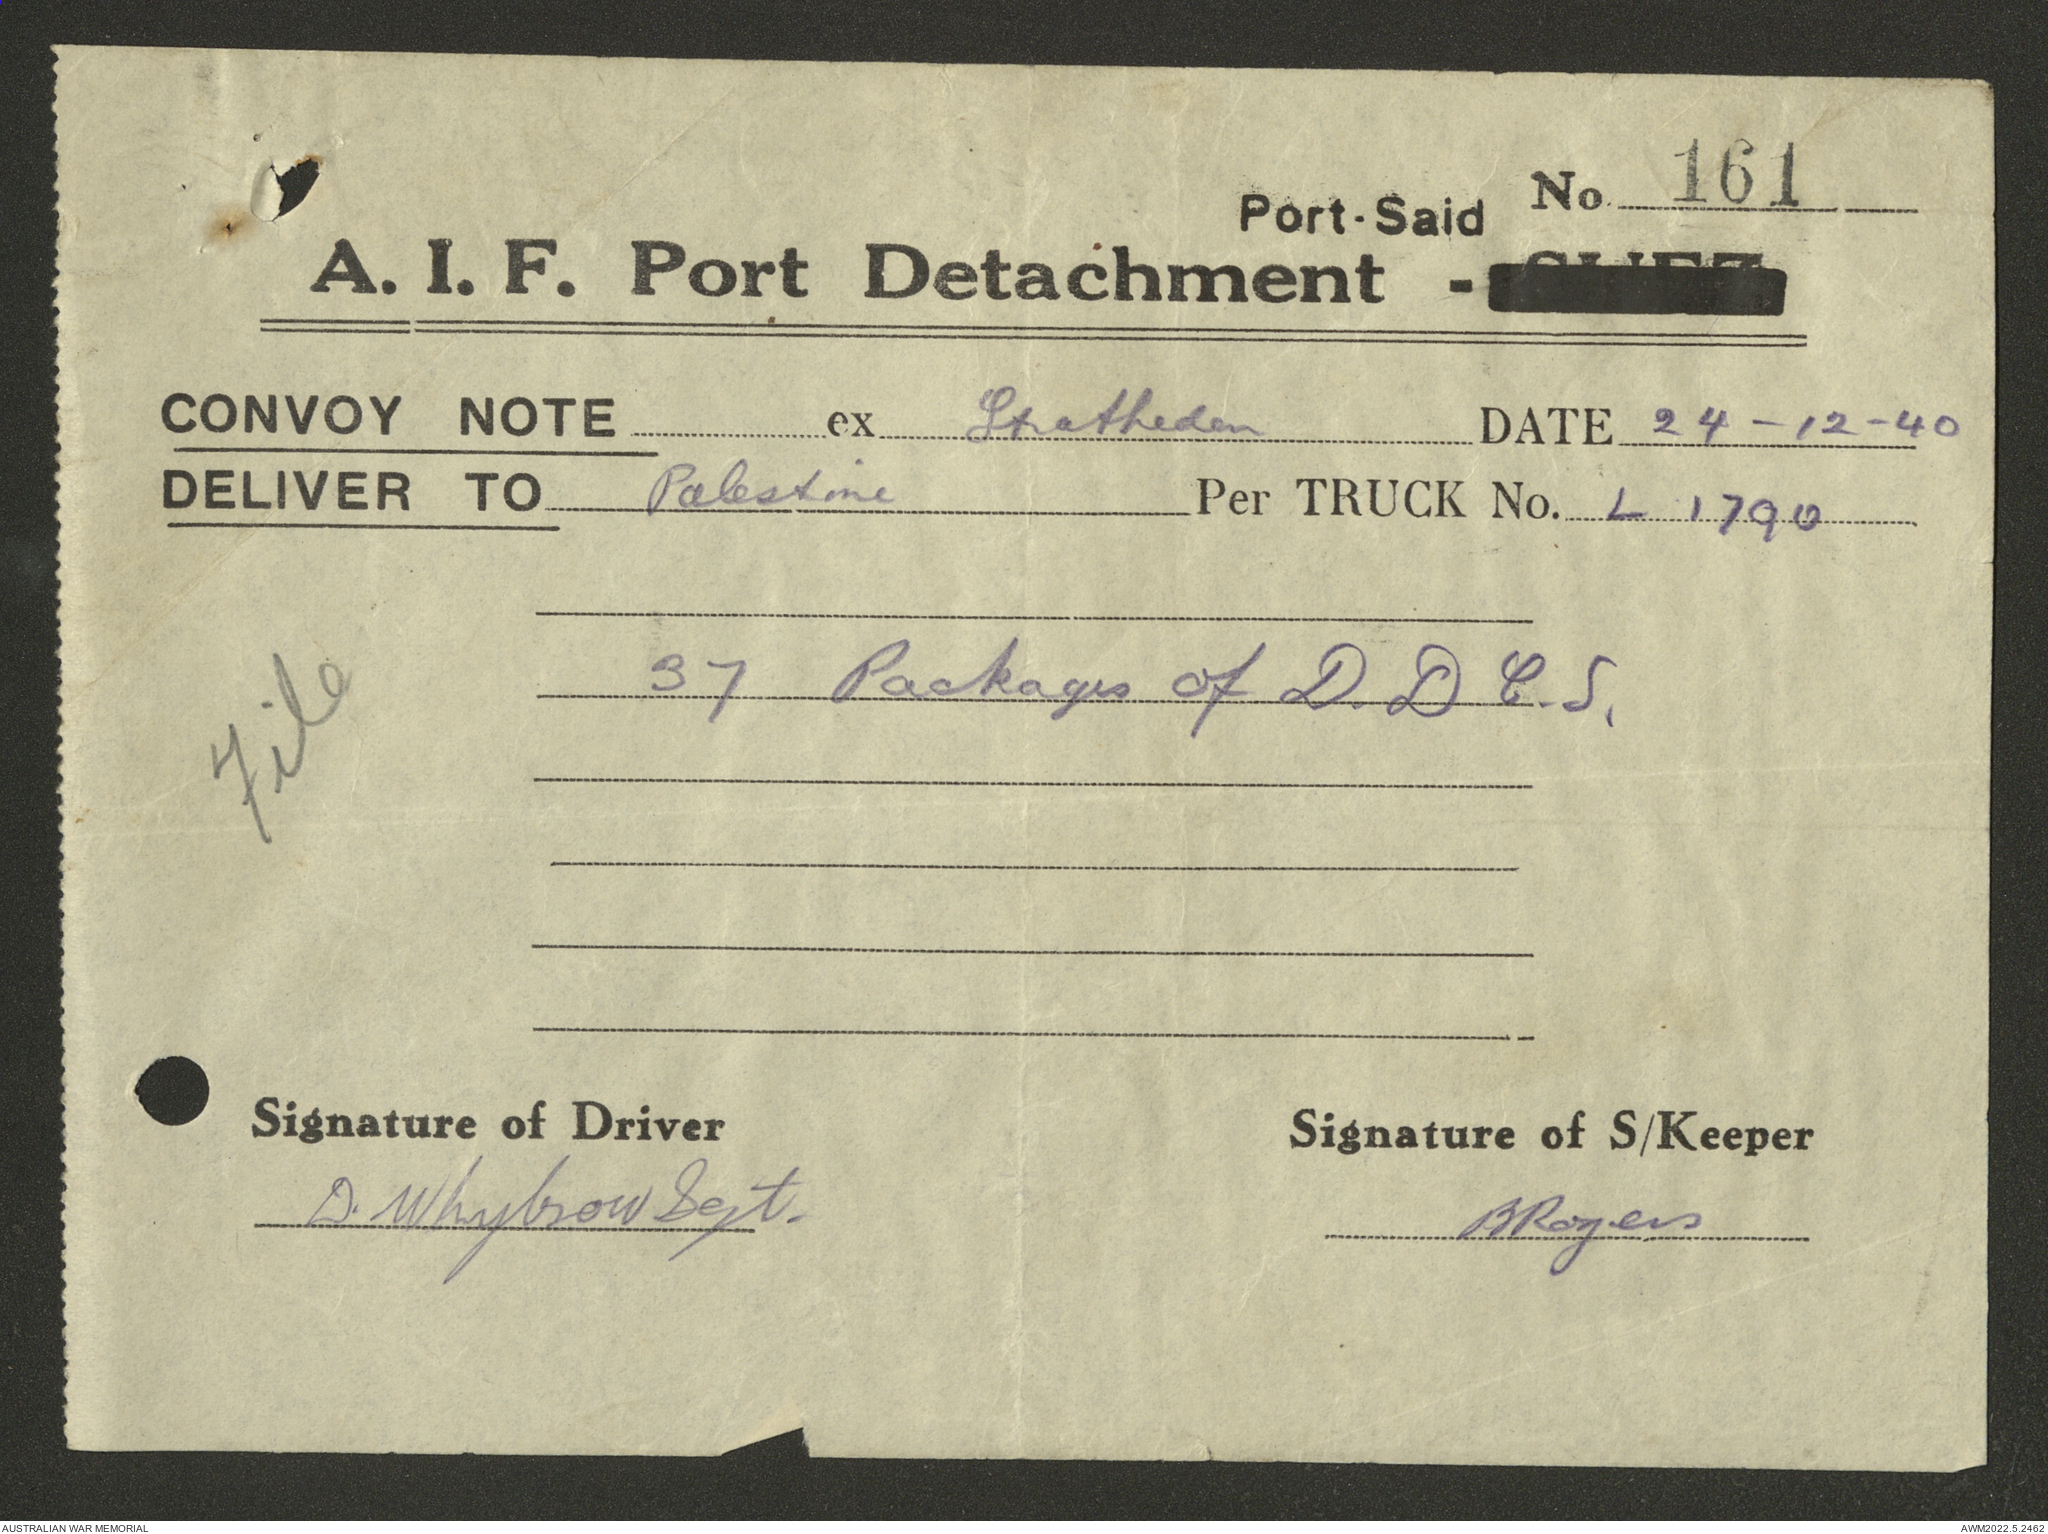 No. 161
Port-Said
A. I. F. Port Detachment - SUEZ
CONVOY NOTE ex Stratheden DATE 24-12-40
DELIVER TO Palestine Per TRUCK No. L 1790
37 Packages of D.D C.S.
File
Signature of Driver Signature of S/Keeper
D. Whybrow Sgt. B Rogers
AUSTRALIAN WAR MEMORIAL AWM2022.5.2462